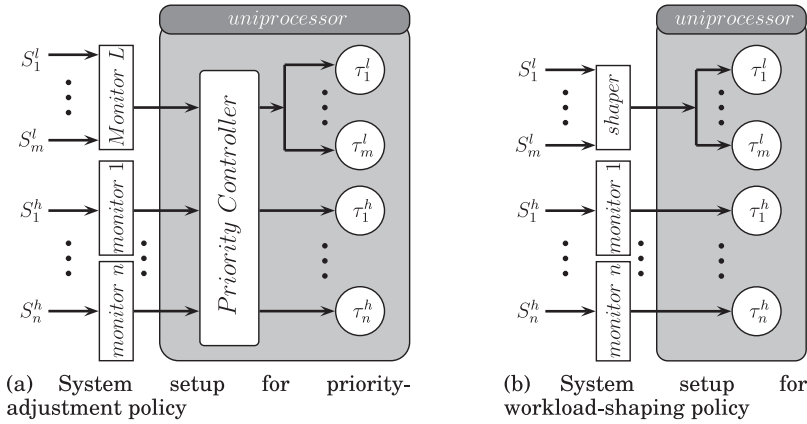 uniprocessor
S_1^l
S_m^l
Monitor L
S_1^h
S_n^h
monitor 1
monitor n
Priority Controller
τ_1^l
τ_m^l
τ_1^h
τ_n^h
(a) System setup for priority-
adjustment policy
uniprocessor
S_1^l
S_m^l
shaper
S_1^h
S_n^h
monitor 1
monitor n
τ_1^l
τ_m^l
τ_1^h
τ_n^h
(b) System setup for
workload-shaping policy